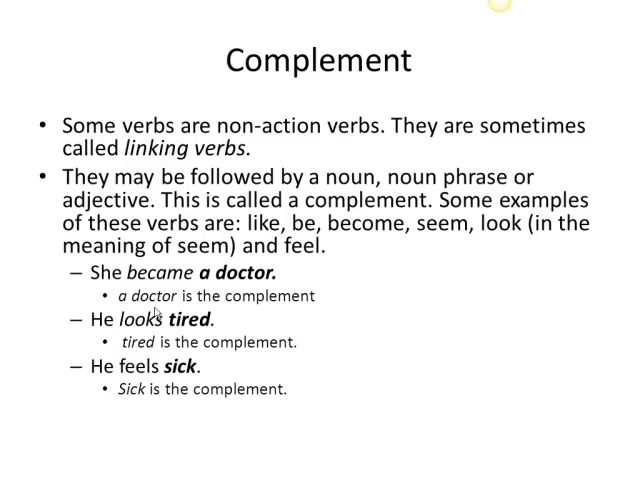 Complement
• Some verbs are non-action verbs. They are sometimes
called linking verbs.
• They may be followed by a noun, noun phrase or
adjective. This is called a complement. Some examples
of these verbs are: like, be, become, seem, look (in the
meaning of seem) and feel.
– She became a doctor.
• a doctor is the complement
– He looks tired.
• tired is the complement.
– He feels sick.
• Sick is the complement.